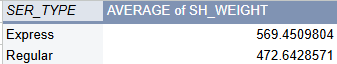 SER_TYPE AVERAGE of SH_WEIGHT
Express 569.4509804
Regular 472.6428571